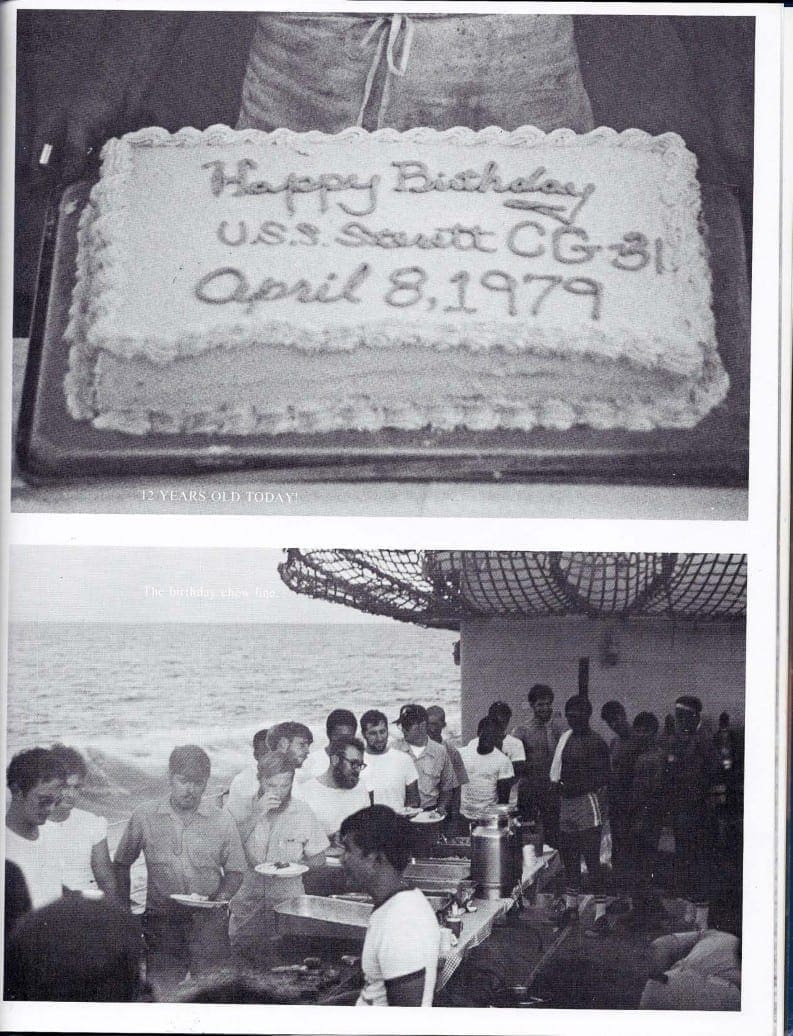 Happy Birthday
U.S.S. Sterett CG-31
April 8, 1979
12 YEARS OLD TODAY!
The birthday chow line.